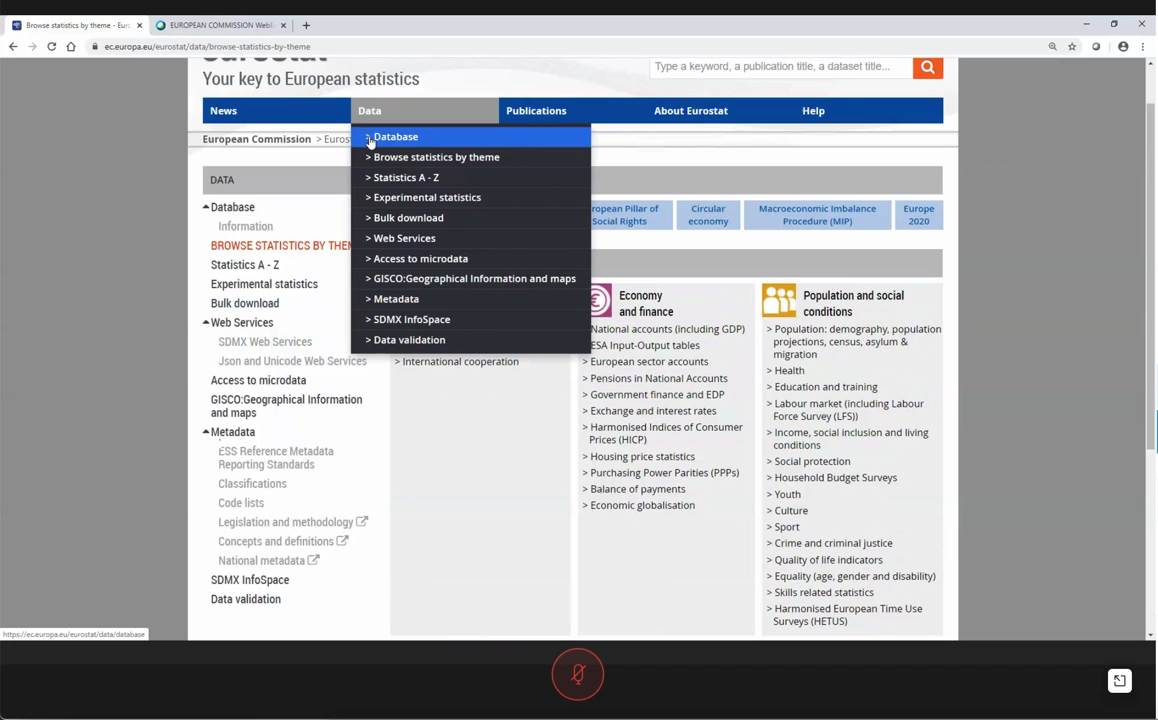 Browse statistics by theme - Eur
EUROPEAN COMMISSION Webi
ec.europa.eu/eurostat/data/browse-statistics-by-theme
eurostat
Your key to European statistics
Type a keyword, a publication title, a dataset title...
News
Data
Publications
About Eurostat
Help
European Commission > Euros
> Database
> Browse statistics by theme
> Statistics A - Z
> Experimental statistics
> Bulk download
> Web Services
> Access to microdata
> GISCO:Geographical Information and maps
> Metadata
> SDMX InfoSpace
> Data validation
DATA
Database
Information
BROWSE STATISTICS BY THEM
Statistics A - Z
Experimental statistics
Bulk download
Web Services
SDMX Web Services
Json and Unicode Web Services
Access to microdata
GISCO:Geographical Information
and maps
Metadata
ESS Reference Metadata
Reporting Standards
Classifications
Code lists
Legislation and methodology
Concepts and definitions
National metadata
SDMX InfoSpace
Data validation
ropean Pillar of
Social Rights
Circular
economy
Macroeconomic Imbalance
Procedure (MIP)
Europe
2020
> International cooperation
Economy
and finance
National accounts (including GDP)
ESA Input-Output tables
> European sector accounts
> Pensions in National Accounts
> Government finance and EDP
> Exchange and interest rates
> Harmonised Indices of Consumer
Prices (HICP)
> Housing price statistics
> Purchasing Power Parities (PPPs)
> Balance of payments
> Economic globalisation
Population and social
conditions
> Population: demography, population
projections, census, asylum &
migration
> Health
> Education and training
> Labour market (including Labour
Force Survey (LFS))
> Income, social inclusion and living
conditions
> Social protection
> Household Budget Surveys
> Youth
> Culture
> Sport
> Crime and criminal justice
> Quality of life indicators
> Equality (age, gender and disability)
> Skills related statistics
> Harmonised European Time Use
Surveys (HETUS)
https://ec.europa.eu/eurostat/data/database